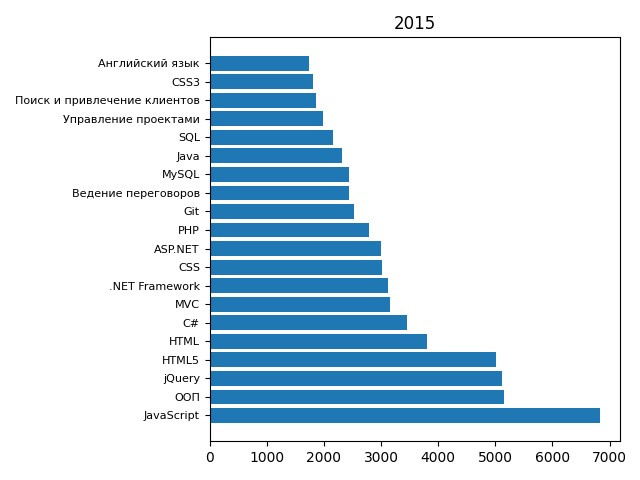 2015
Английский язык
CSS3
Поиск и привлечение клиентов
Управление проектами
SQL
Java
MySQL
Ведение переговоров
Git
PHP
ASP.NET
CSS
.NET Framework
MVC
C#
HTML
HTML5
jQuery
ООП
JavaScript
0 1000 2000 3000 4000 5000 6000 7000